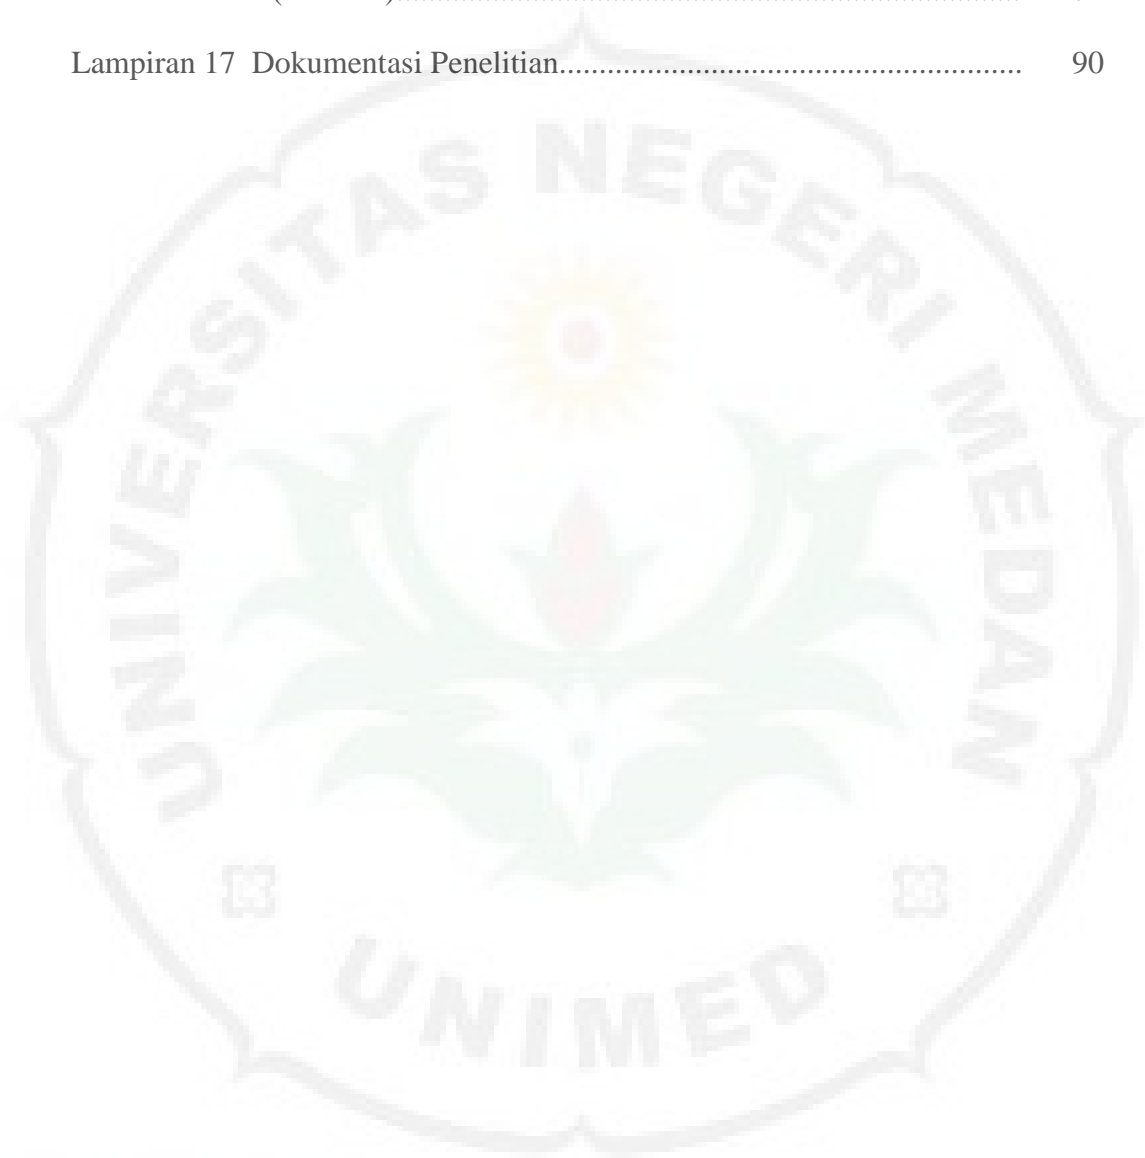 Lampiran 17 Dokumentasi Penelitian.................................................. 90
UNIVERSITAS NEGERI MEDAN
UNIMED